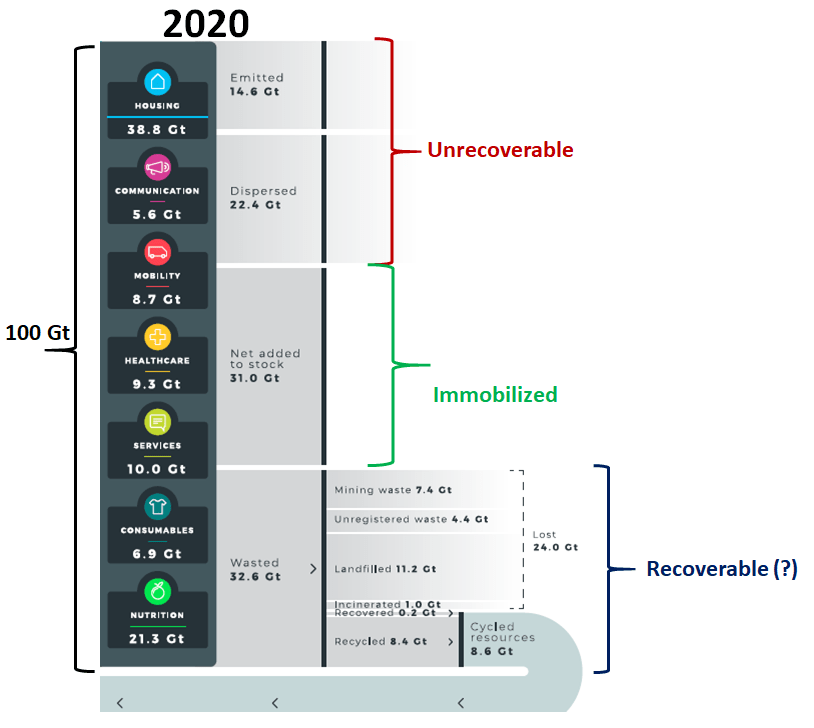 2020
100 Gt
HOUSING
38.8 Gt
COMMUNICATION
5.6 Gt
MOBILITY
8.7 Gt
HEALTHCARE
9.3 Gt
SERVICES
10.0 Gt
CONSUMABLES
6.9 Gt
NUTRITION
21.3 Gt
Emitted
14.6 Gt
Dispersed
22.4 Gt
Net added
to stock
31.0 Gt
Wasted
32.6 Gt
Mining waste 7.4 Gt
Unregistered waste 4.4 Gt
Landfilled 11.2 Gt
Incinerated 1.0 Gt
Recovered 0.2 Gt
Recycled 8.4 Gt
Lost
24.0 Gt
Cycled
resources
8.6 Gt
Unrecoverable
Immobilized
Recoverable (?)